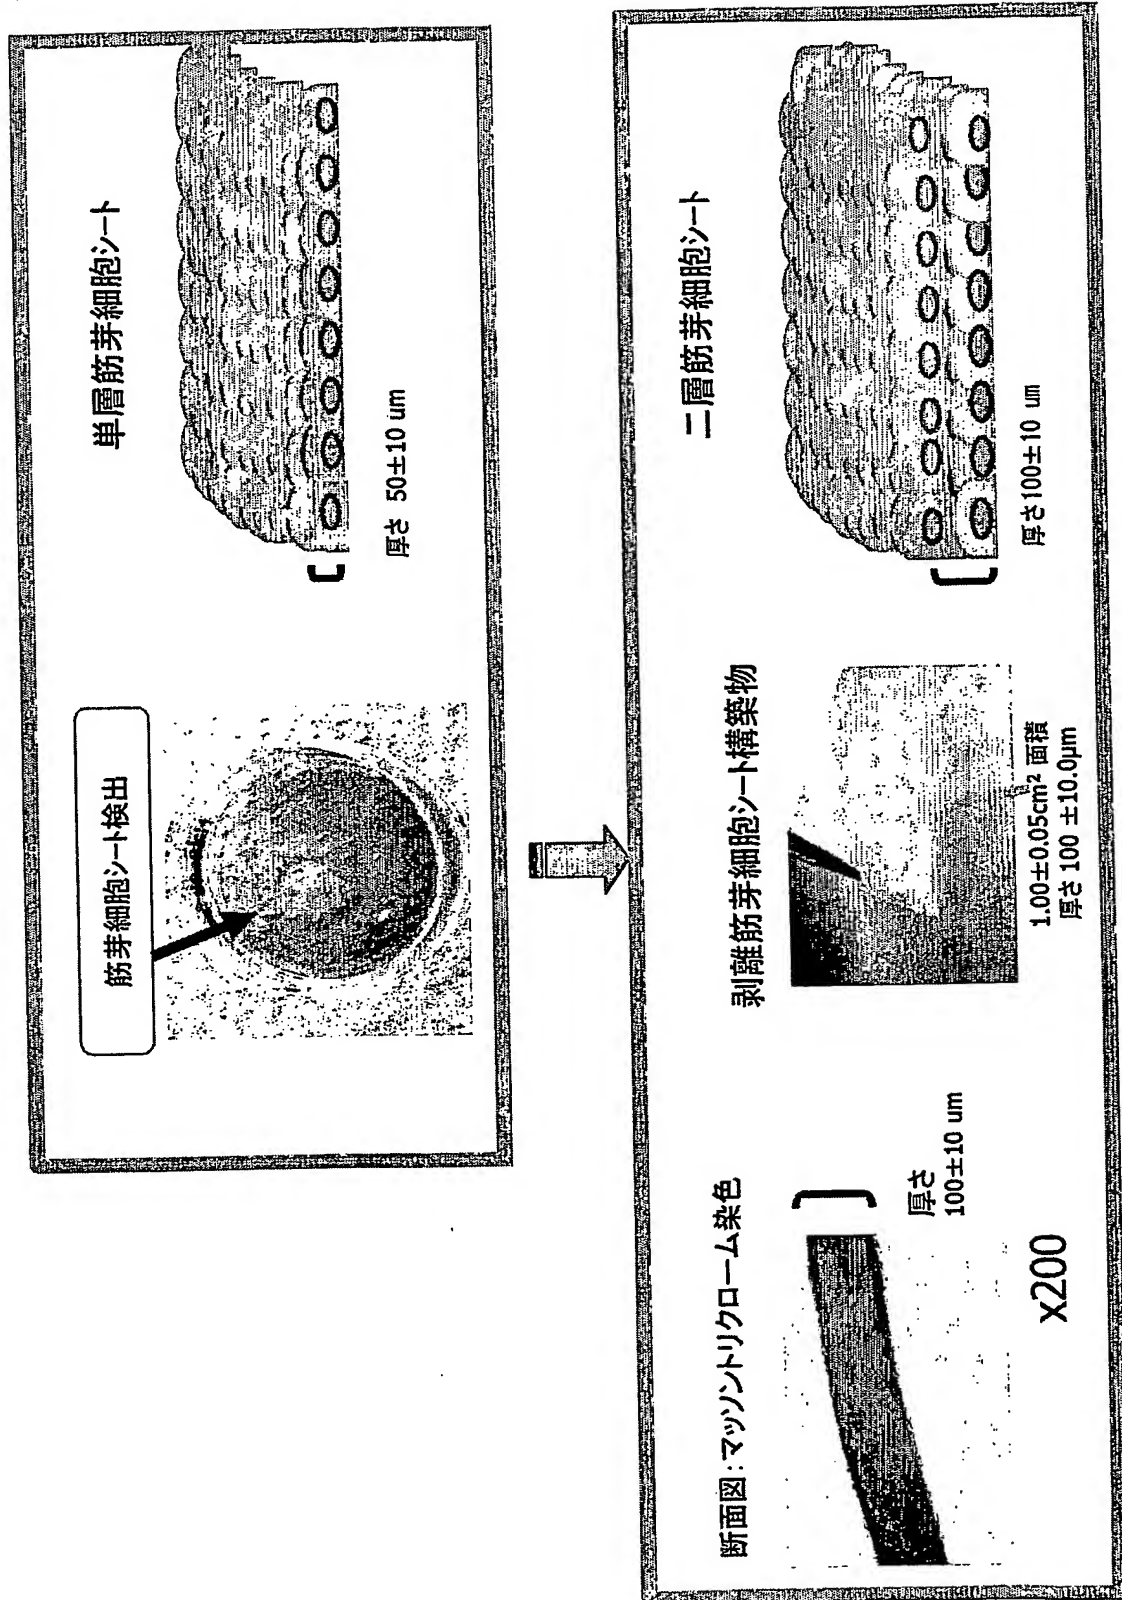 筋芽細胞シート検出
単層筋芽細胞シート
厚さ 50±10 um
断面図:マッソントリクローム染色
厚さ
100±10 um
x200
剥離筋芽細胞シート構築物
1.00±0.05cm² 面積
厚さ 100 ±10.0μm
二層筋芽細胞シート
厚さ100±10 um